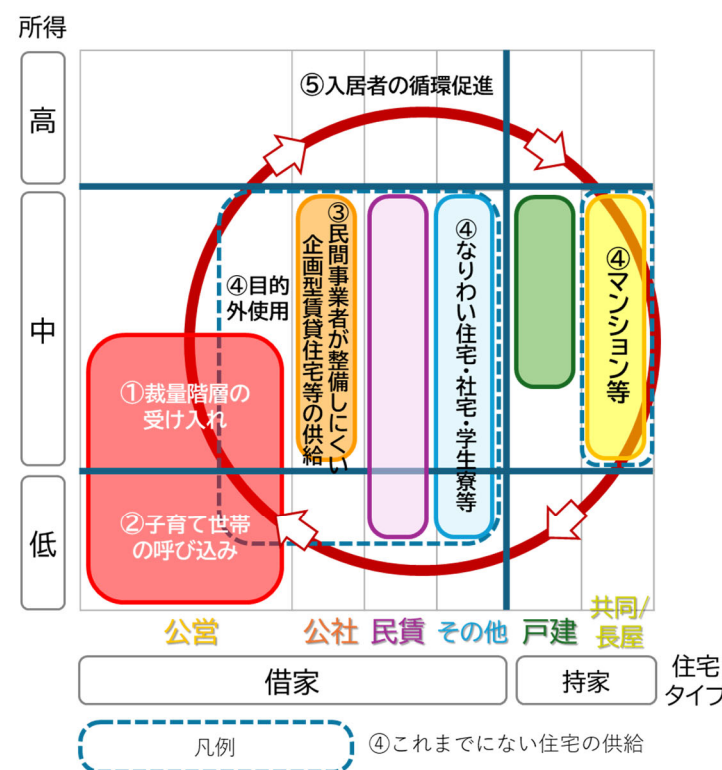 所得
高
中
低
⑤入居者の循環促進
④目的
外使用
③民間事業者が整備しにくい
企画型賃貸住宅等の供給
④なりわい住宅・社宅・学生寮等
④マンション等
①裁量階層の
受け入れ
②子育て世帯
の呼び込み
公営
公社
民賃
その他
戸建
共同/
長屋
借家
持家
住宅
タイプ
凡例
④これまでにない住宅の供給